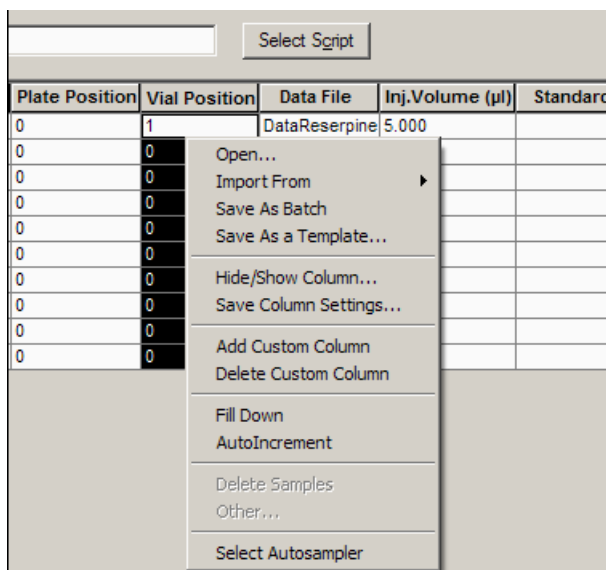 Select Script
Plate Position Vial Position Data File Inj.Volume (µl) Standard
0 1 DataReserpine 5.000
0 0
0 0
0 0
0 0
0 0
0 0
0 0
0 0
0 0
Open...
Import From
Save As Batch
Save As a Template...
Hide/Show Column...
Save Column Settings...
Add Custom Column
Delete Custom Column
Fill Down
AutoIncrement
Delete Samples
Other...
Select Autosampler